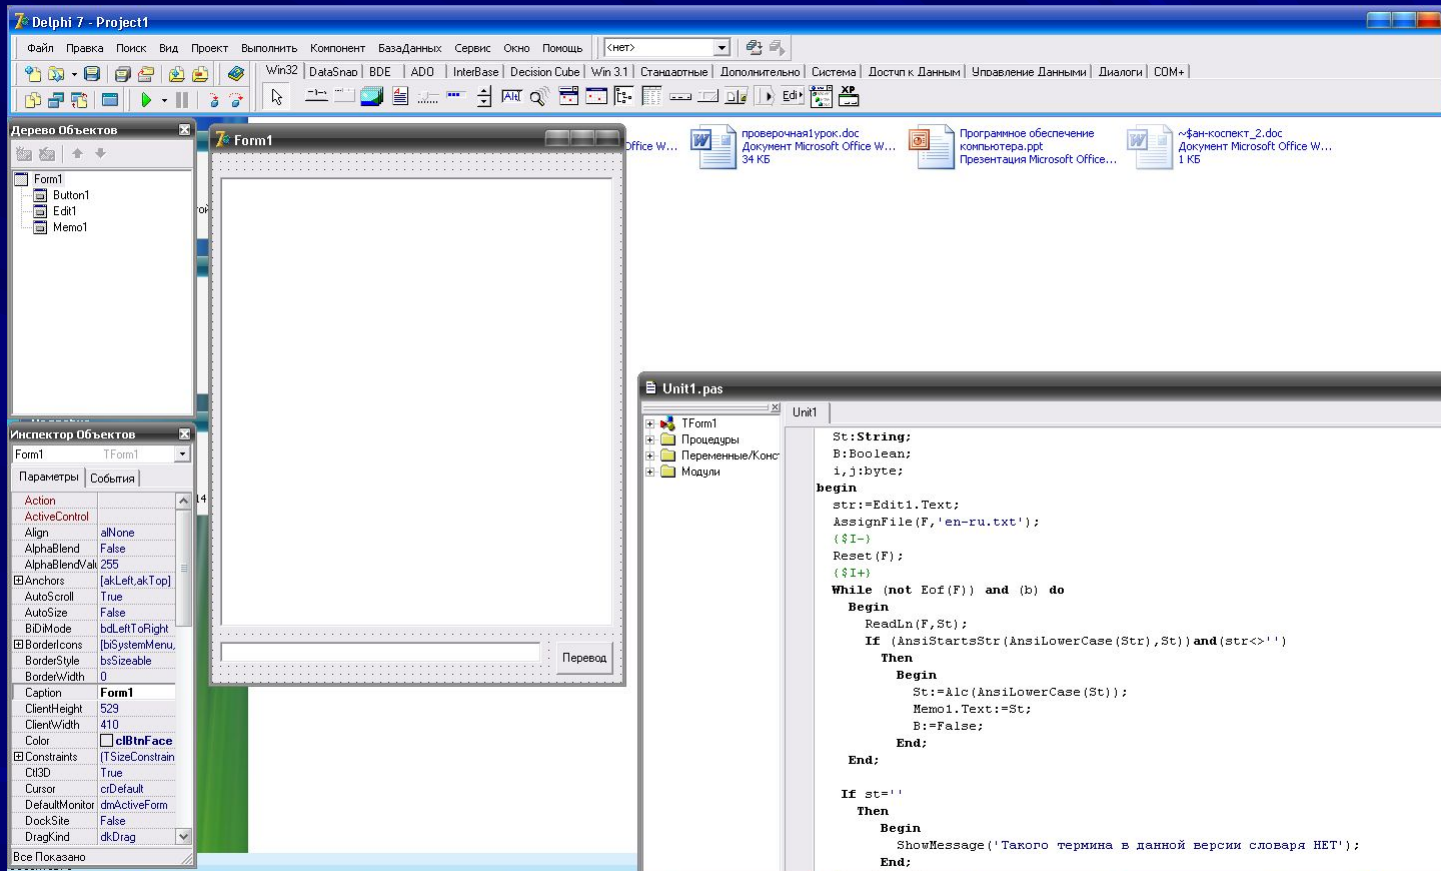 Delphi 7 - Project1
Файл Правка Поиск Вид Проект Выполнить Компонент БазаДанных Сервис Окно Помощь <нет>
Win32 DataSnap BDE ADO InterBase Decision Cube Win 3.1 Стандартные Дополнительно Система Доступ к Данным Управление Данными Диалоги COM+
Дерево Объектов
Form1
Button1
Edit1
Memo1
Form1
Перевод
Office W...
проверочная1урок.doc
Документ Microsoft Office W...
34 КБ
Программное обеспечение
компьютера.ppt
Презентация Microsoft Office...
~$ан-коспект_2.doc
Документ Microsoft Office W...
1 КБ
Инспектор Объектов
Form1 TForm1
Параметры События
Action
ActiveControl
Align alNone
AlphaBlend False
AlphaBlendValu 255
Anchors [akLeft,akTop]
AutoScroll True
AutoSize False
BiDiMode bdLeftToRight
BorderIcons [biSystemMenu,
BorderStyle bsSizeable
BorderWidth 0
Caption Form1
ClientHeight 529
ClientWidth 410
Color clBtnFace
Constraints (TSizeConstrain
Ctl3D True
Cursor crDefault
DefaultMonitor dmActiveForm
DockSite False
DragKind dkDrag
Все Показано
14
Unit1.pas
TForm1
Процедуры
Переменные/Конс
Модули
Unit1
St:String;
B:Boolean;
i,j:byte;
begin
str:=Edit1.Text;
AssignFile(F,'en-ru.txt');
{$I-}
Reset(F);
{$I+}
While (not Eof(F)) and (b) do
Begin
ReadLn(F,St);
If (AnsiStartsStr(AnsiLowerCase(Str),St))and(str<>'')
Then
Begin
St:=Alc(AnsiLowerCase(St));
Memo1.Text:=St;
B:=False;
End;
End;
If st=''
Then
Begin
ShowMessage('Такого термина в данной версии словаря НЕТ');
End;